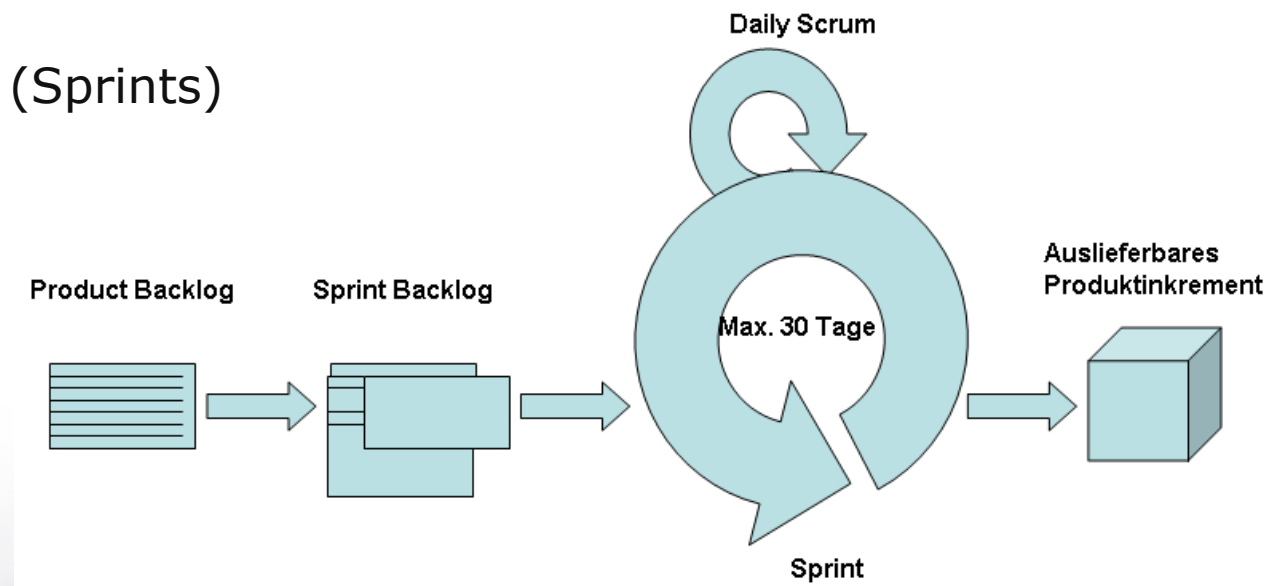 (Sprints)
Daily Scrum
Product Backlog
Sprint Backlog
Max. 30 Tage
Auslieferbares
Produktinkrement
Sprint